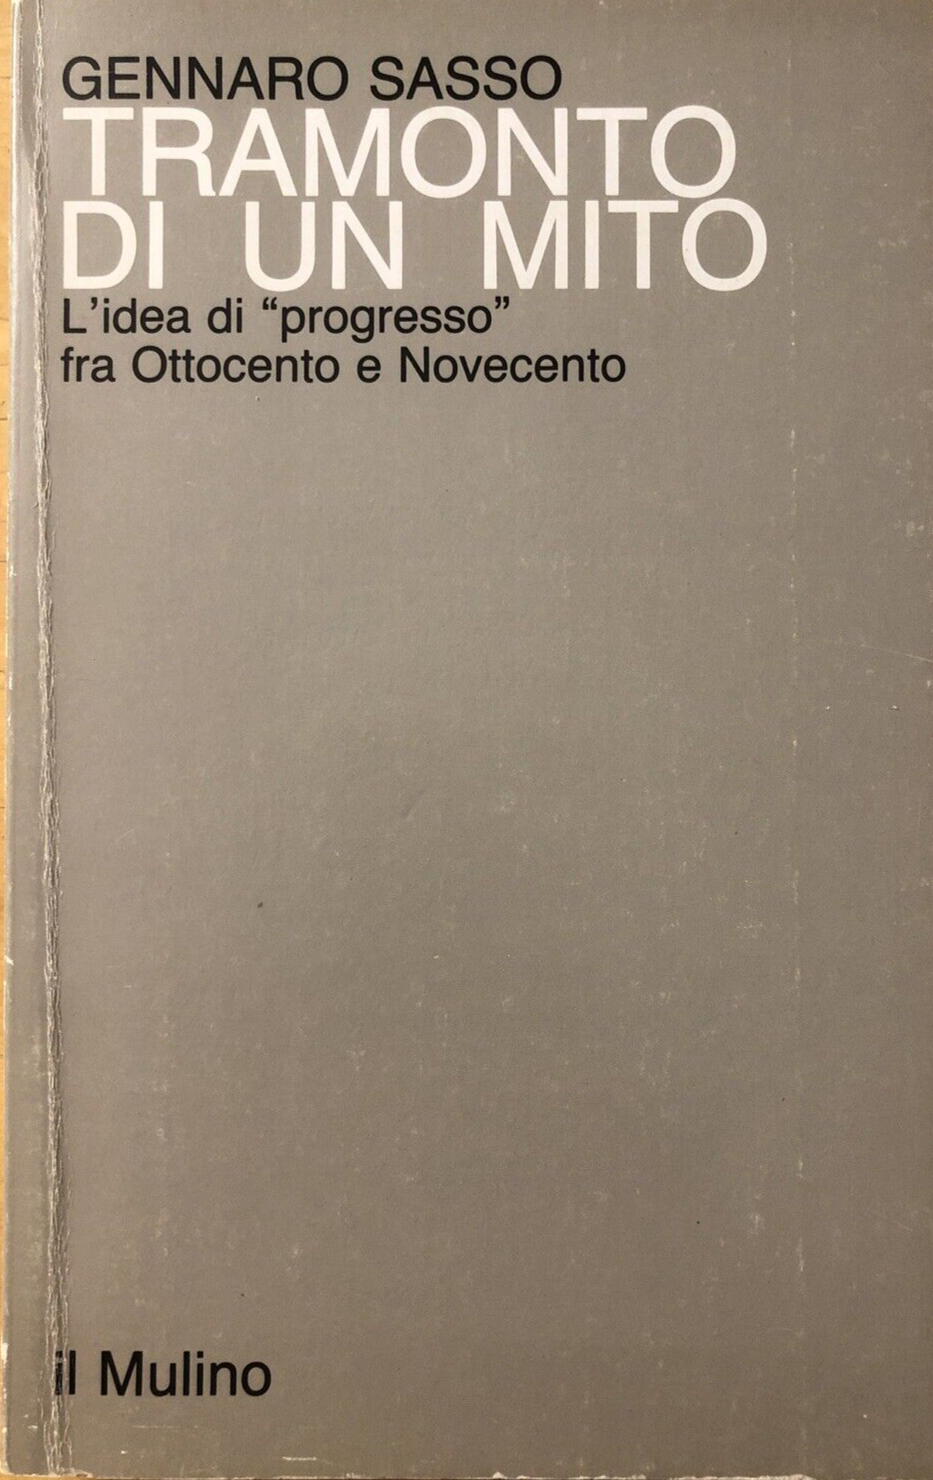 GENNARO SASSO
TRAMONTO
DI UN MITO
L'idea di “progresso”
fra Ottocento e Novecento
il Mulino